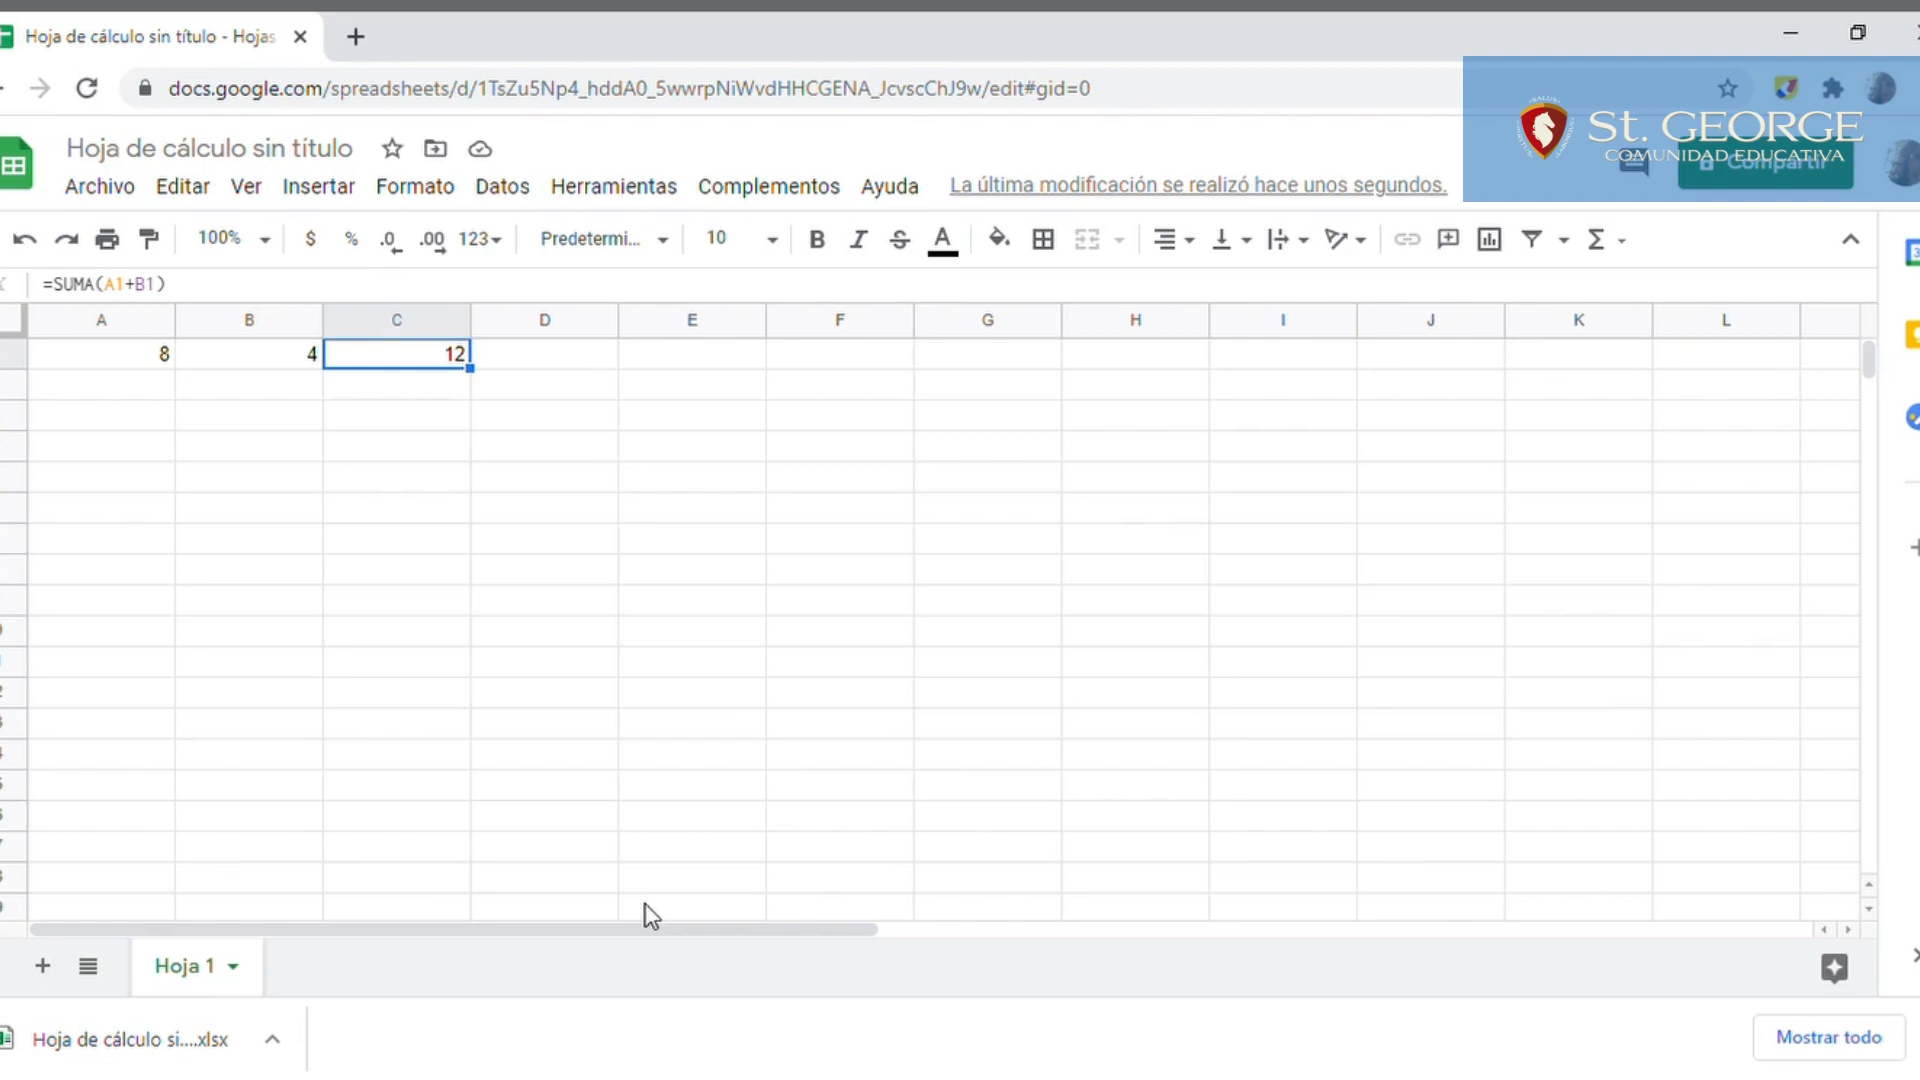 Hoja de cálculo sin título - Hojas
docs.google.com/spreadsheets/d/1TsZu5Np4_hddA0_5wwrpNiWvdHHCGENA_JcvscChJ9w/edit#gid=0
SALUS
St. GEORGE
COMUNIDAD EDUCATIVA
Compartir
Hoja de cálculo sin título
Archivo Editar Ver Insertar Formato Datos Herramientas Complementos Ayuda La última modificación se realizó hace unos segundos.
100% $ % .0 .00 123 Predetermi... 10 B I S A Σ
=SUMA(A1+B1)
A B C D E F G H I J K L
8 4 12
Hoja 1
Hoja de cálculo si....xlsx
Mostrar todo